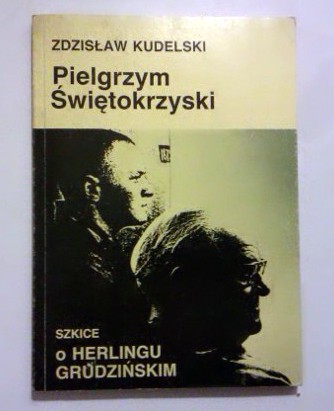 ZDZISŁAW KUDELSKI
Pielgrzym
Świętokrzyski
SZKICE
o HERLINGU
GRUDZIŃSKIM